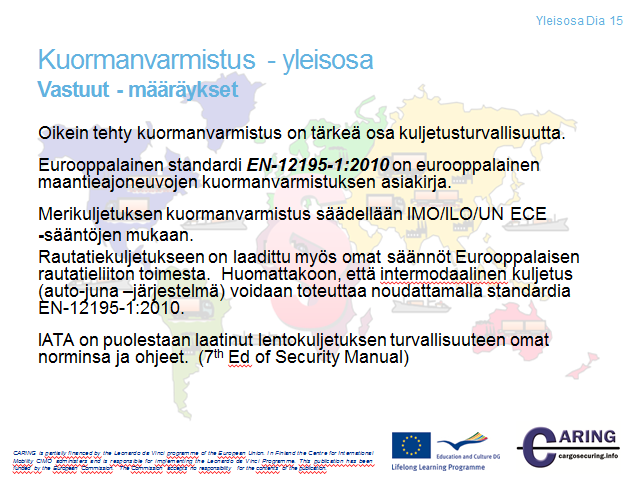 Yleisosa Dia 15
Kuormanvarmistus - yleisosa
Vastuut - määräykset
Oikein tehty kuormanvarmistus on tärkeä osa kuljetusturvallisuutta.
Eurooppalainen standardi EN-12195-1:2010 on eurooppalainen
maantieajoneuvojen kuormanvarmistuksen asiakirja.
Merikuljetuksen kuormanvarmistus säädellään IMO/ILO/UN ECE
-sääntöjen mukaan.
Rautatiekuljetukseen on laadittu myös omat säännöt Eurooppalaisen
rautatieliiton toimesta. Huomattakoon, että intermodaalinen kuljetus
(auto-juna –järjestelmä) voidaan toteuttaa noudattamalla standardia
EN-12195-1:2010.
IATA on puolestaan laatinut lentokuljetuksen turvallisuuteen omat
norminsa ja ohjeet. (7th Ed of Security Manual)
CARING is partially financed by the Leonardo da Vinci programme of the European Union. In Finland the Centre for International
Mobility CIMO administers and is responsible for implementing the Leonardo da Vinci Programme. This publication has been
funded by the European Commission. The Commission accepts no responsibility for the contents of the publication.
Education and Culture DG
Lifelong Learning Programme
CARING
cargosecuring.info